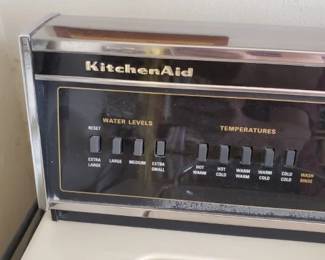 KitchenAid
WATER LEVELS
TEMPERATURES
RESET
EXTRA LARGE
LARGE
MEDIUM
EXTRA SMALL
HOT WARM
HOT COLD
WARM WARM
WARM COLD
COLD COLD
WASH RINSE